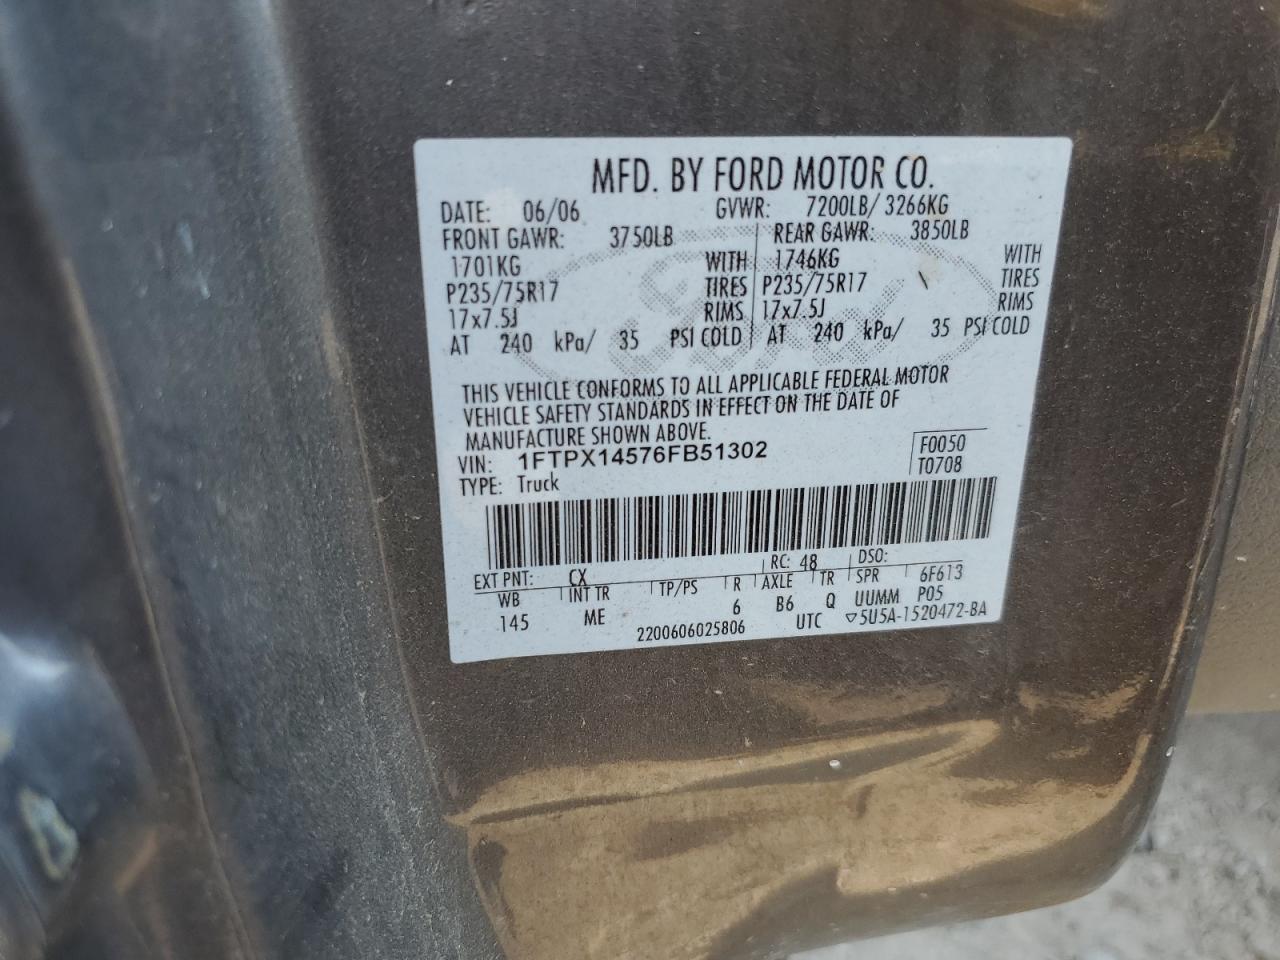 MFD. BY FORD MOTOR CO.
DATE: 06/06 GVWR: 7200LB/ 3266KG
FRONT GAWR: 3750LB REAR GAWR: 3850LB
1701KG WITH 1746KG WITH
P235/75R17 TIRES P235/75R17 TIRES
17x7.5J RIMS 17x7.5J RIMS
AT 240 kPa/ 35 PSI COLD AT 240 kPa/ 35 PSI COLD
THIS VEHICLE CONFORMS TO ALL APPLICABLE FEDERAL MOTOR
VEHICLE SAFETY STANDARDS IN EFFECT ON THE DATE OF
MANUFACTURE SHOWN ABOVE.
VIN: 1FTPX14576FB51302 F0050
TYPE: Truck T0708
RC: 48 DSO:
EXT PNT: CX 6F613
WB INT TR TP/PS R AXLE TR SPR P05
145 ME 6 B6 Q UUMM
2200606025806 UTC ▽5U5A-1520472-BA
Ford